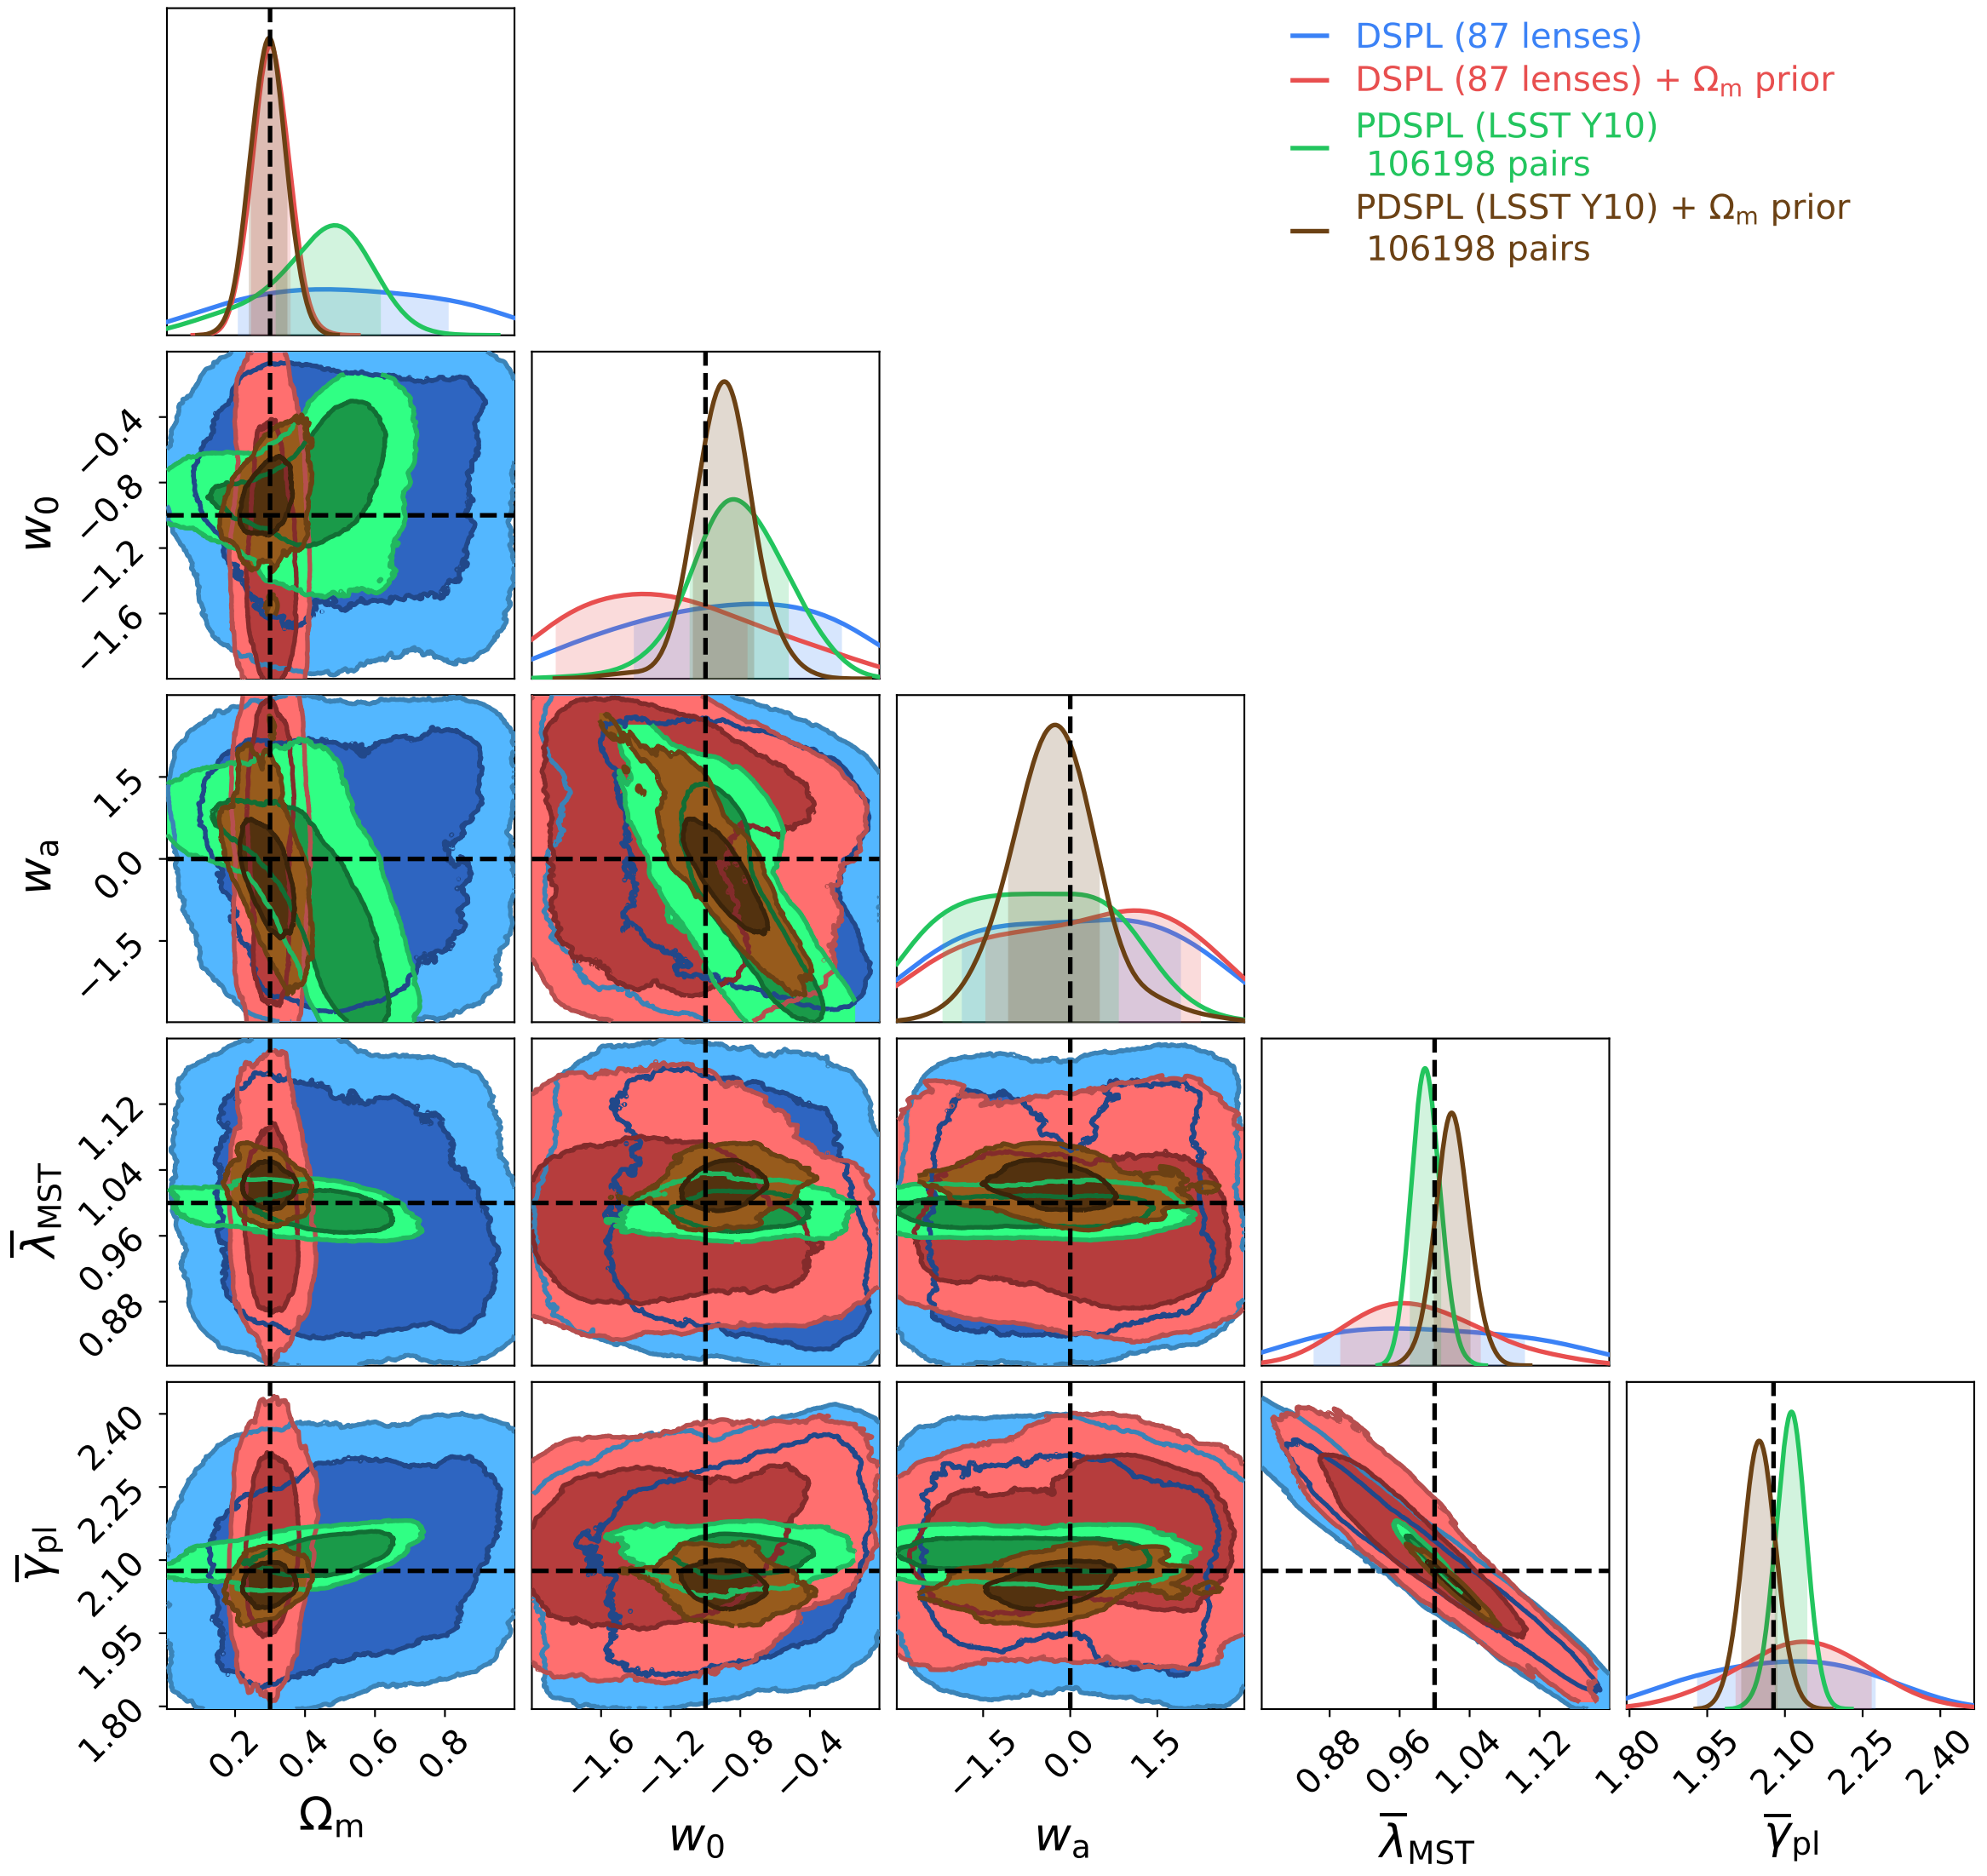 DSPL (87 lenses)
DSPL (87 lenses) + Ωm prior
PDSPL (LSST Y10)
106198 pairs
PDSPL (LSST Y10) + Ωm prior
106198 pairs
w0
−0.4
−0.8
−1.2
−1.6
wa
1.5
0.0
−1.5
λ̅MST
1.12
1.04
0.96
0.88
γ̅pl
2.40
2.25
2.10
1.95
1.80
0.2 0.4 0.6 0.8
−1.6 −1.2 −0.8 −0.4
−1.5 0.0 1.5
0.88 0.96 1.04 1.12
1.80 1.95 2.10 2.25 2.40
Ωm w0 wa λ̅MST γ̅pl